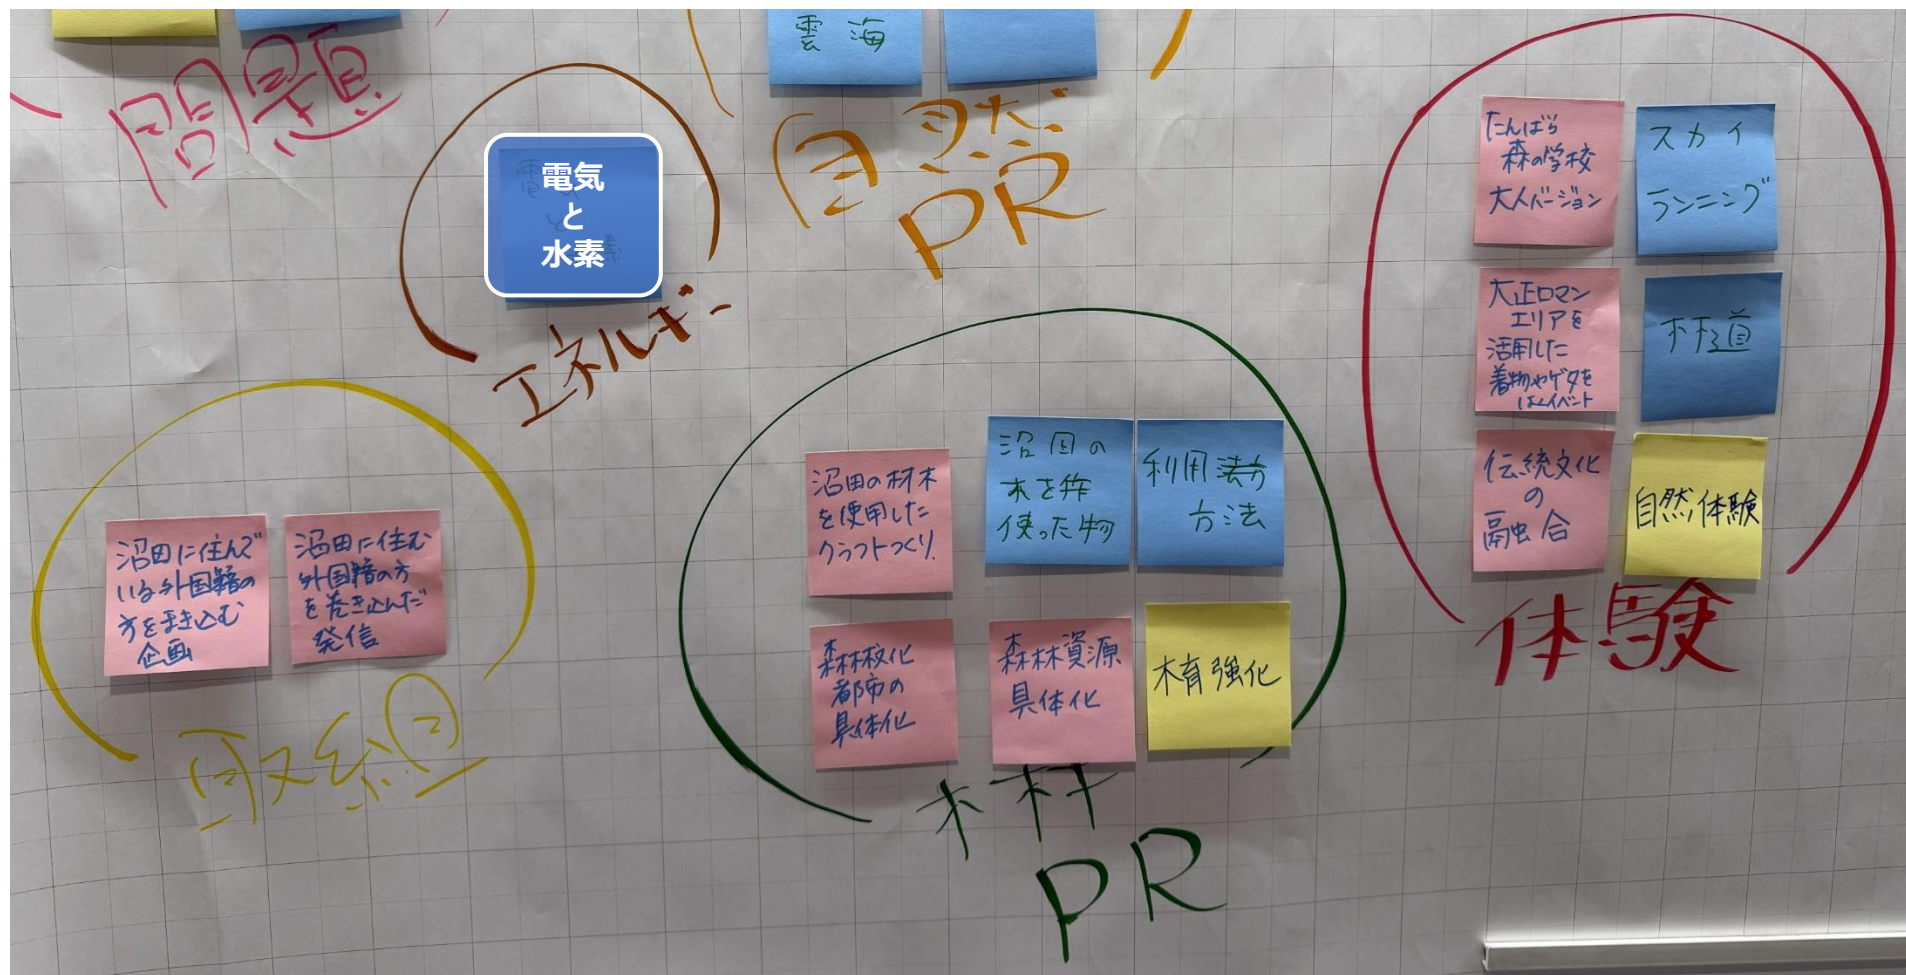 雲海
問題
自然
PR
電気
と
水素
エネルギー
たんばら
森の学校
大人バージョン
スカイ
ランニング
大正ロマン
エリアを
活用した
着物やゲタを
はくイベント
林道
伝統文化
の
融合
自然体験
体験
沼田の材木
を使用した
クラフトつくり
沼田の
木を作
使った物
利用法方
方法
森林文化
都市の
具体化
森林資源
具体化
木育強化
木材
PR
沼田に住んで
いる外国籍の
方をまき込む
企画
沼田に住む
外国籍の方
を巻き込んだ
発信
取組